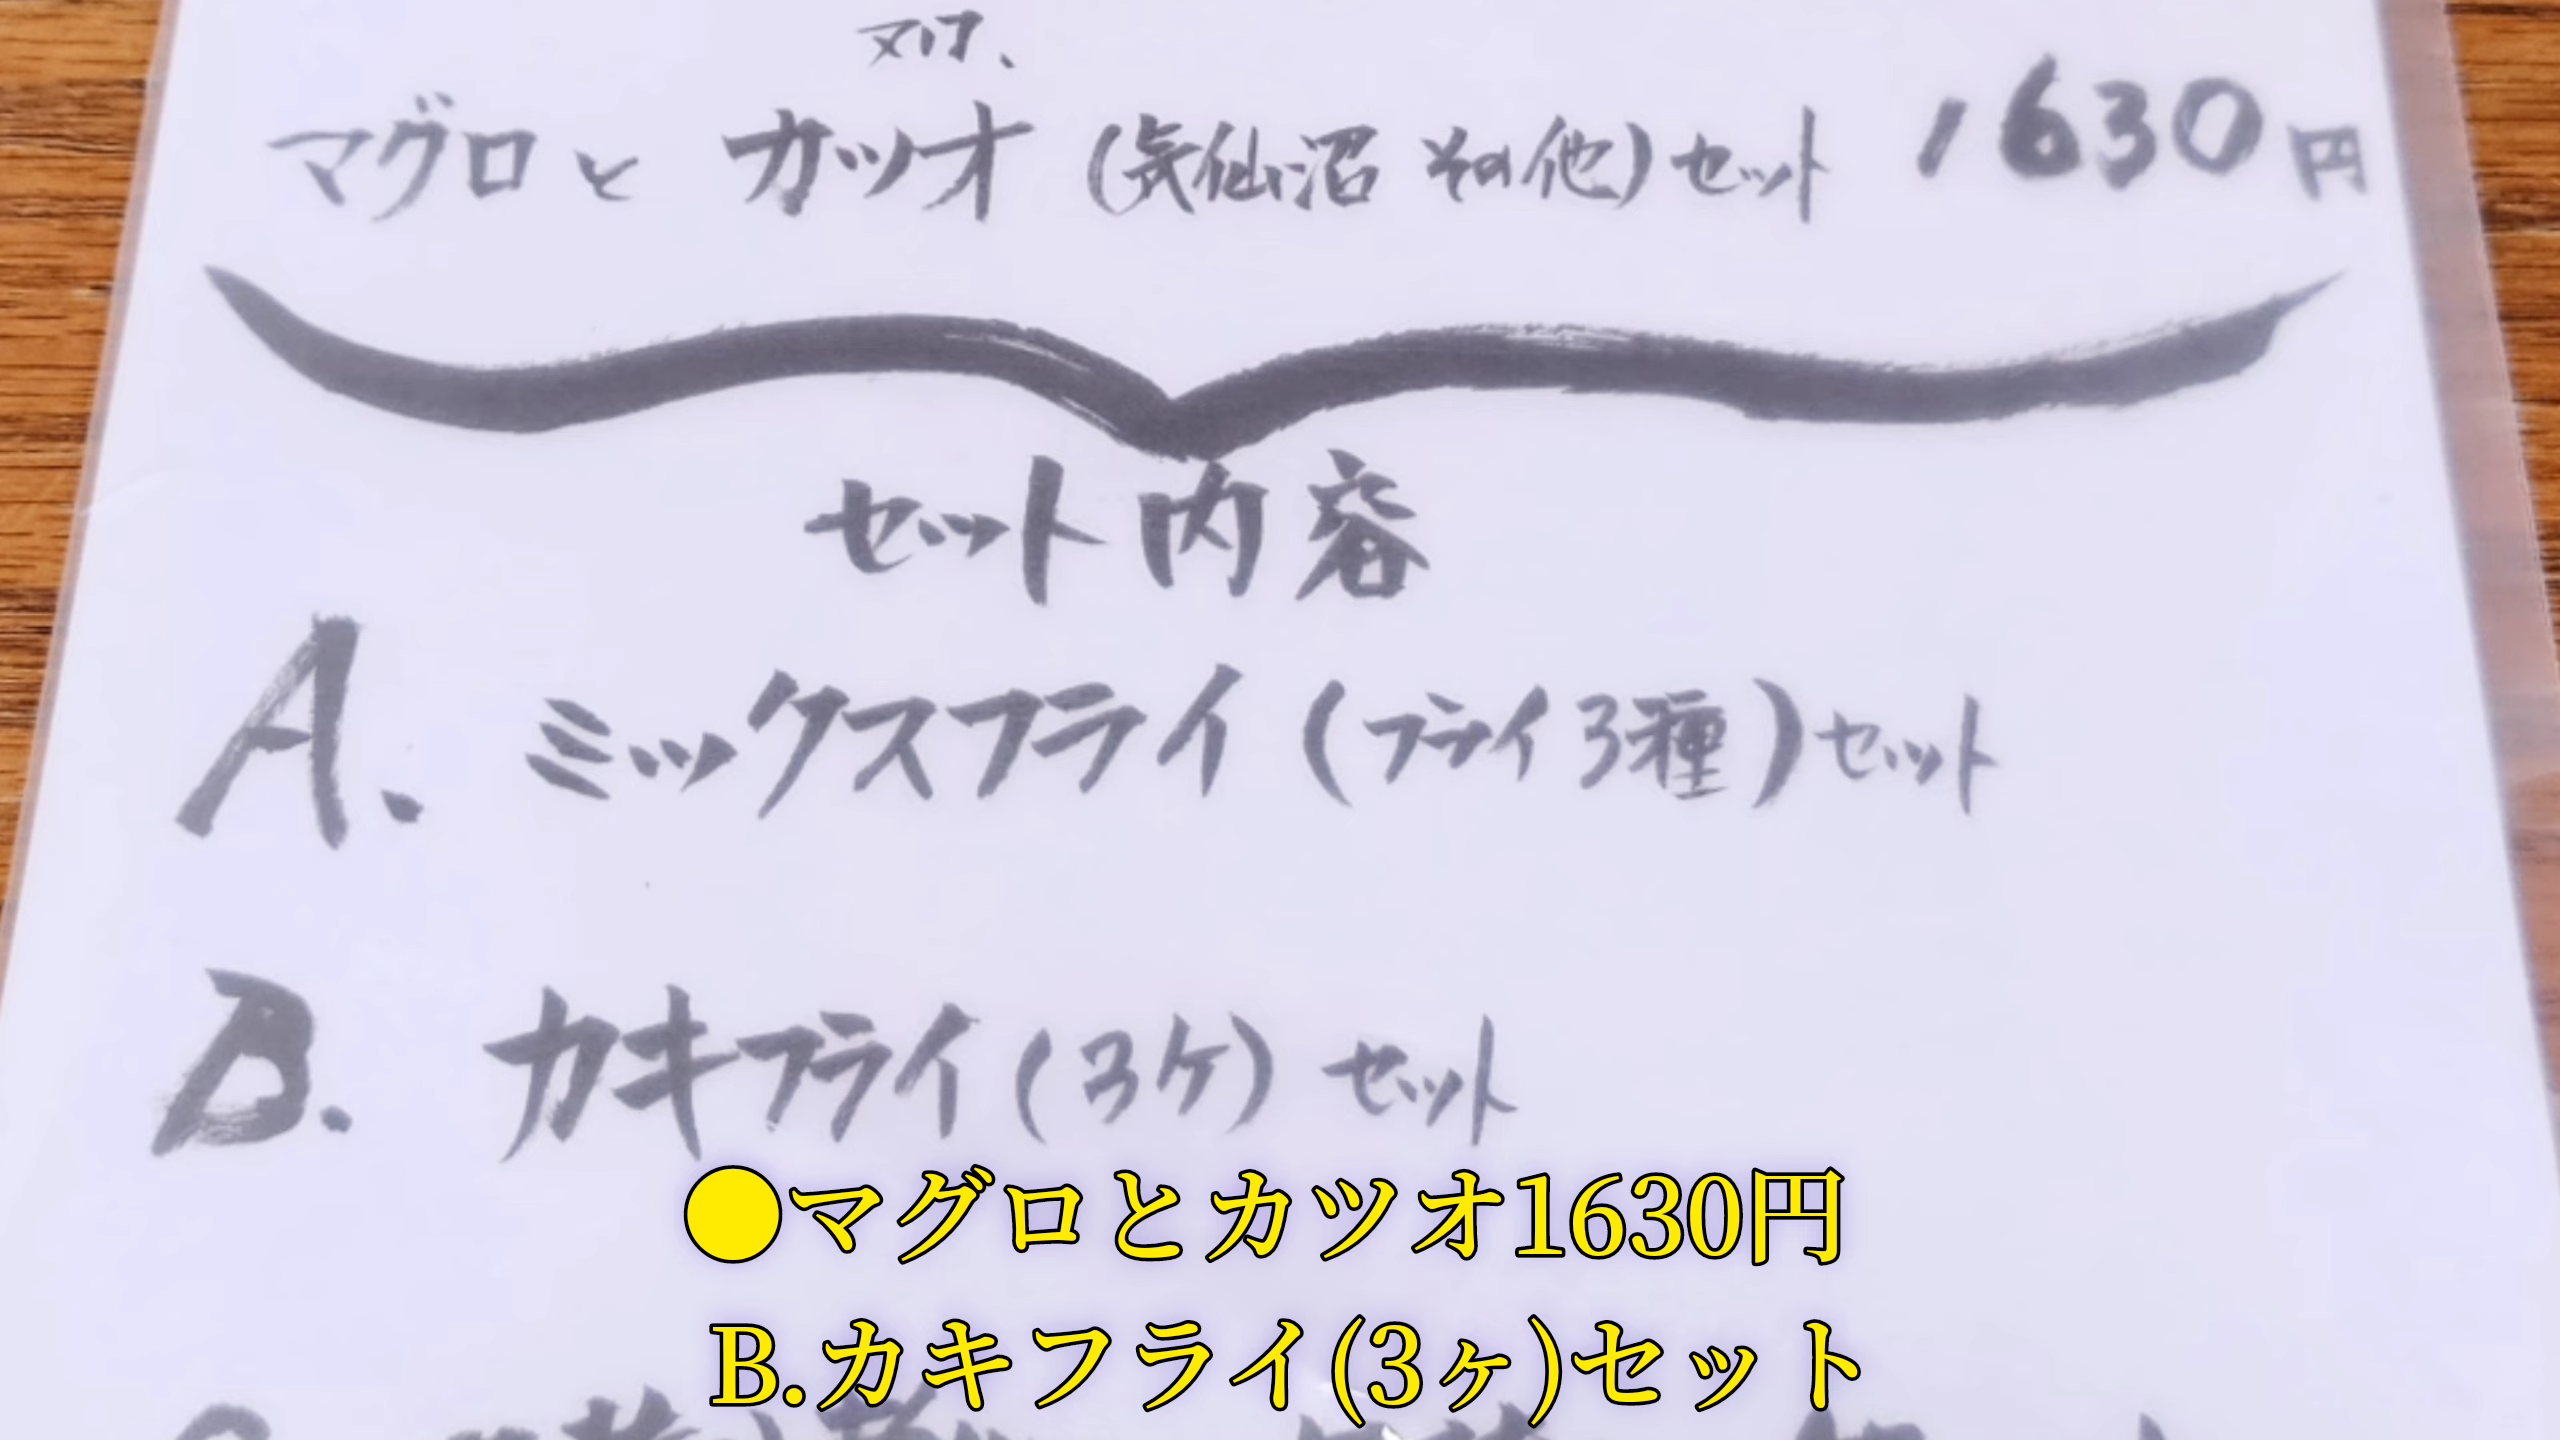 又は、
マグロ と カツオ (気仙沼 その他) セット 1630円
セット内容
A. ミックスフライ (フライ3種) セット
B. カキフライ (3ケ) セット
●マグロとカツオ1630円
B.カキフライ(3ヶ)セット